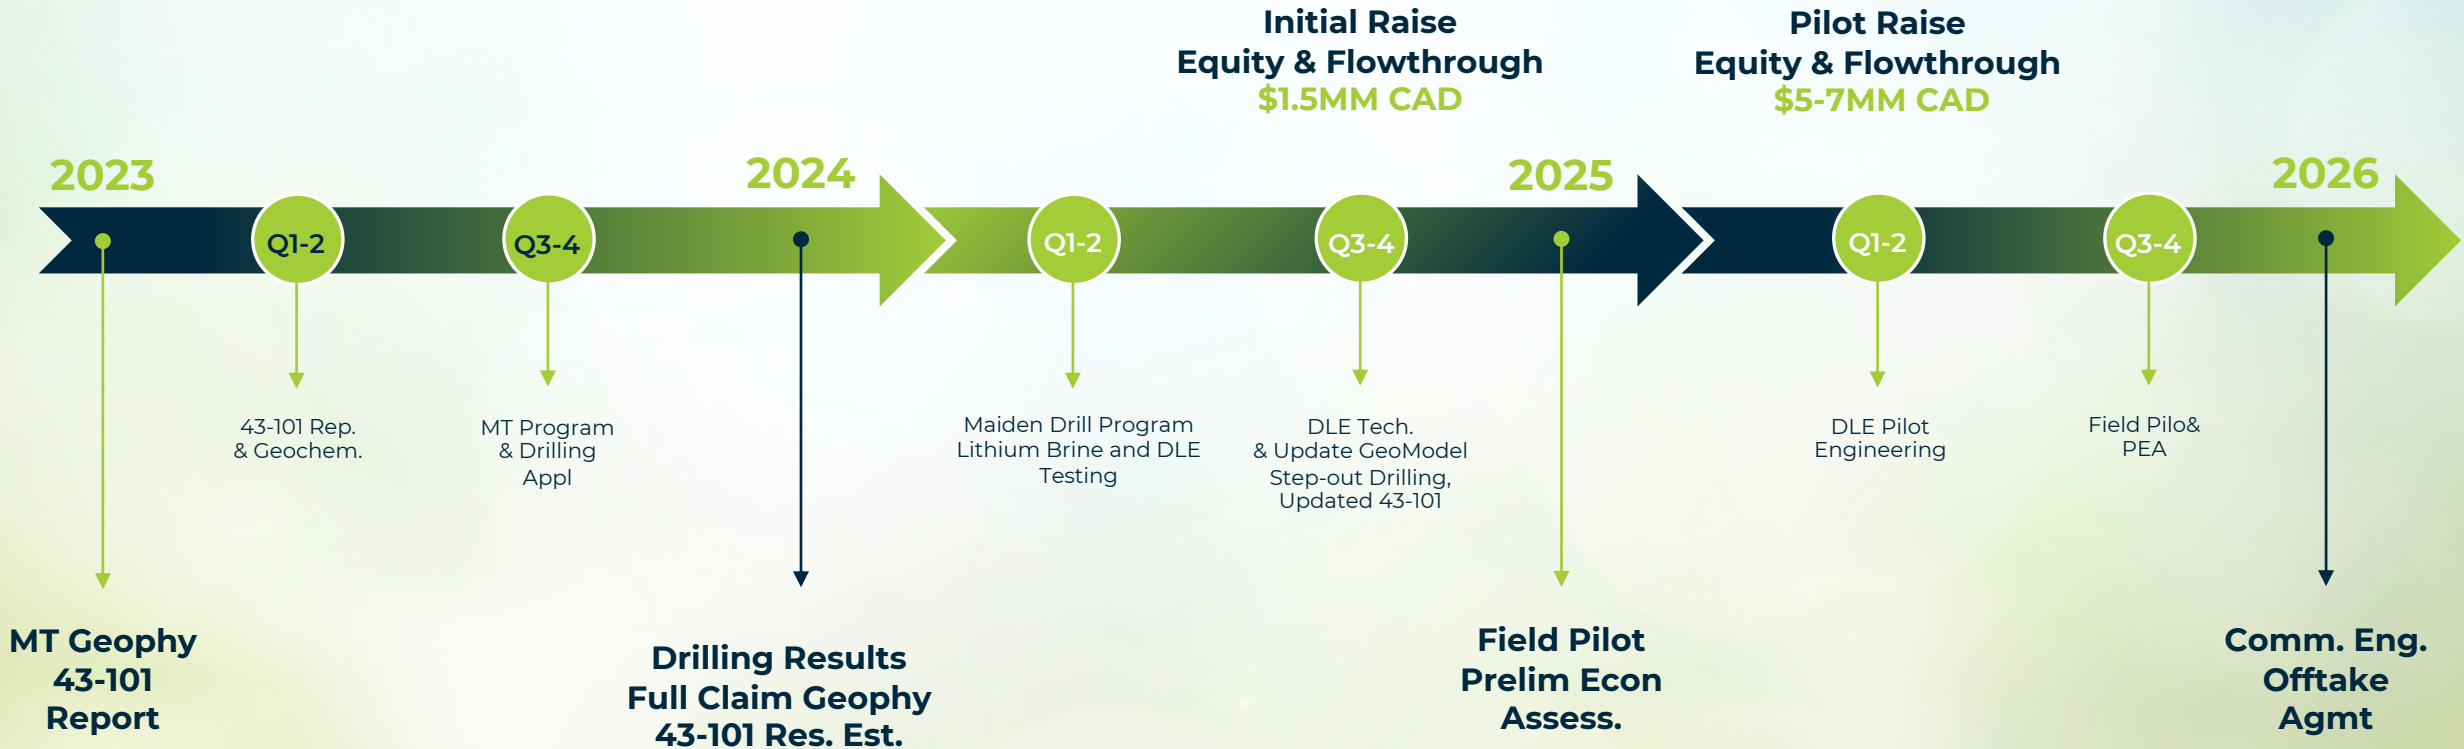 Initial Raise
Equity & Flowthrough
$1.5MM CAD
Pilot Raise
Equity & Flowthrough
$5-7MM CAD
2023
2024
2025
2026
Q1-2
Q3-4
Q1-2
Q3-4
Q1-2
Q3-4
43-101 Rep.
& Geochem.
MT Program
& Drilling
Appl
Maiden Drill Program
Lithium Brine and DLE
Testing
DLE Tech.
& Update GeoModel
Step-out Drilling,
Updated 43-101
DLE Pilot
Engineering
Field Pilo&
PEA
MT Geophy
43-101
Report
Drilling Results
Full Claim Geophy
43-101 Res. Est.
Field Pilot
Prelim Econ
Assess.
Comm. Eng.
Offtake
Agmt